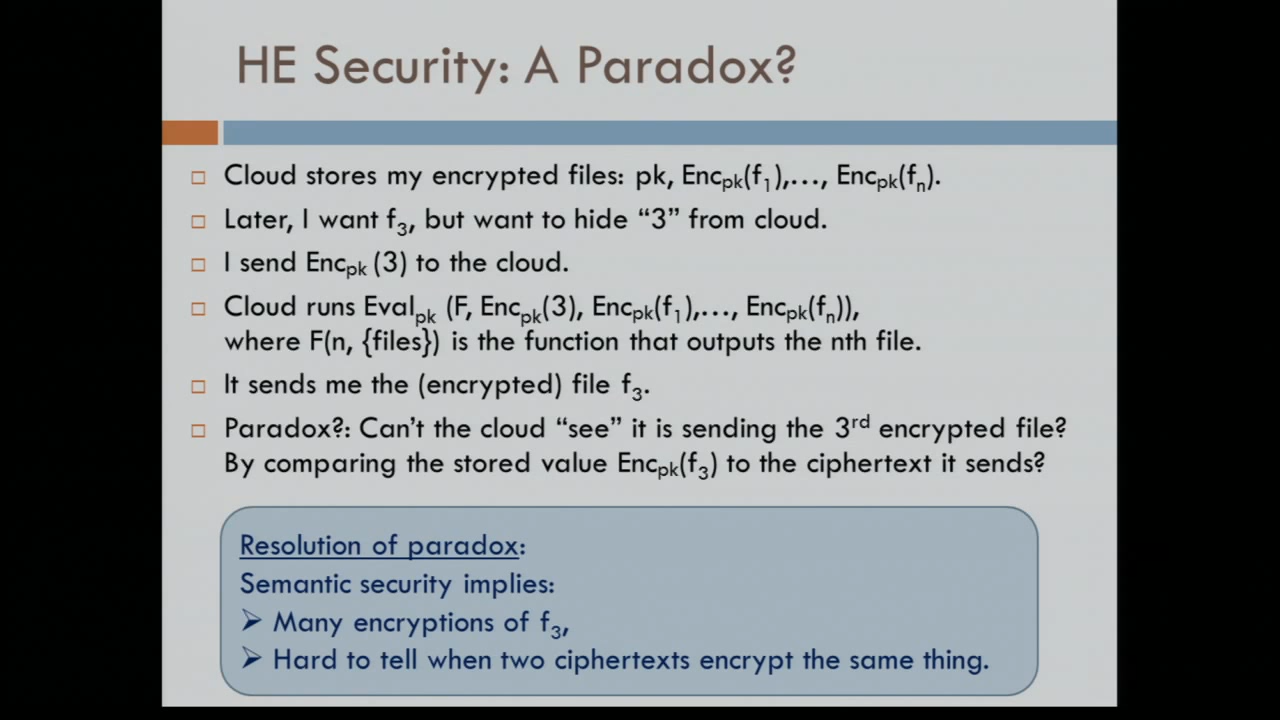 HE Security: A Paradox?
Cloud stores my encrypted files: pk, Encpk(f1),…, Encpk(fn).
Later, I want f3, but want to hide “3” from cloud.
I send Encpk (3) to the cloud.
Cloud runs Evalpk (F, Encpk(3), Encpk(f1),…, Encpk(fn)),
where F(n, {files}) is the function that outputs the nth file.
It sends me the (encrypted) file f3.
Paradox?: Can’t the cloud “see” it is sending the 3rd encrypted file?
By comparing the stored value Encpk(f3) to the ciphertext it sends?
Resolution of paradox:
Semantic security implies:
➢ Many encryptions of f3,
➢ Hard to tell when two ciphertexts encrypt the same thing.